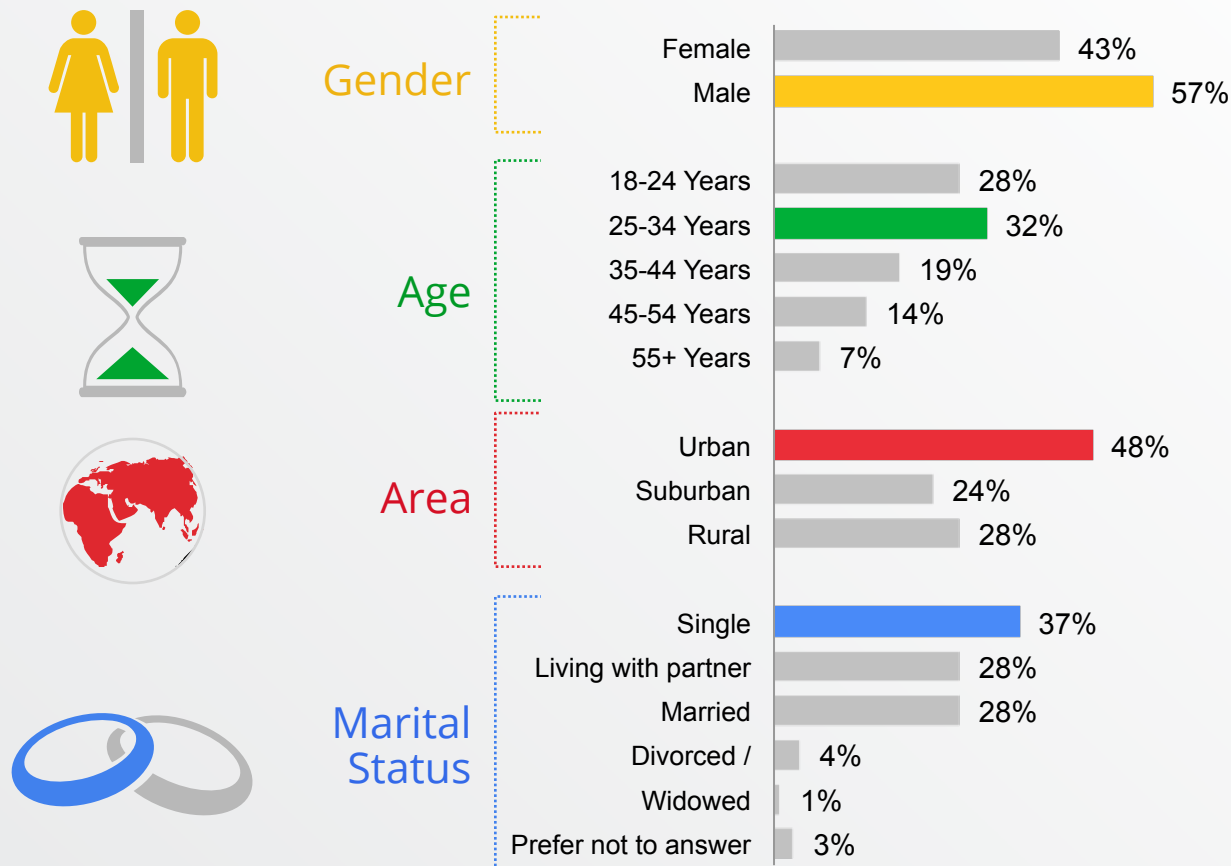 Gender
Female 43%
Male 57%
Age
18-24 Years 28%
25-34 Years 32%
35-44 Years 19%
45-54 Years 14%
55+ Years 7%
Area
Urban 48%
Suburban 24%
Rural 28%
Marital
Status
Single 37%
Living with partner 28%
Married 28%
Divorced / 4%
Widowed 1%
Prefer not to answer 3%